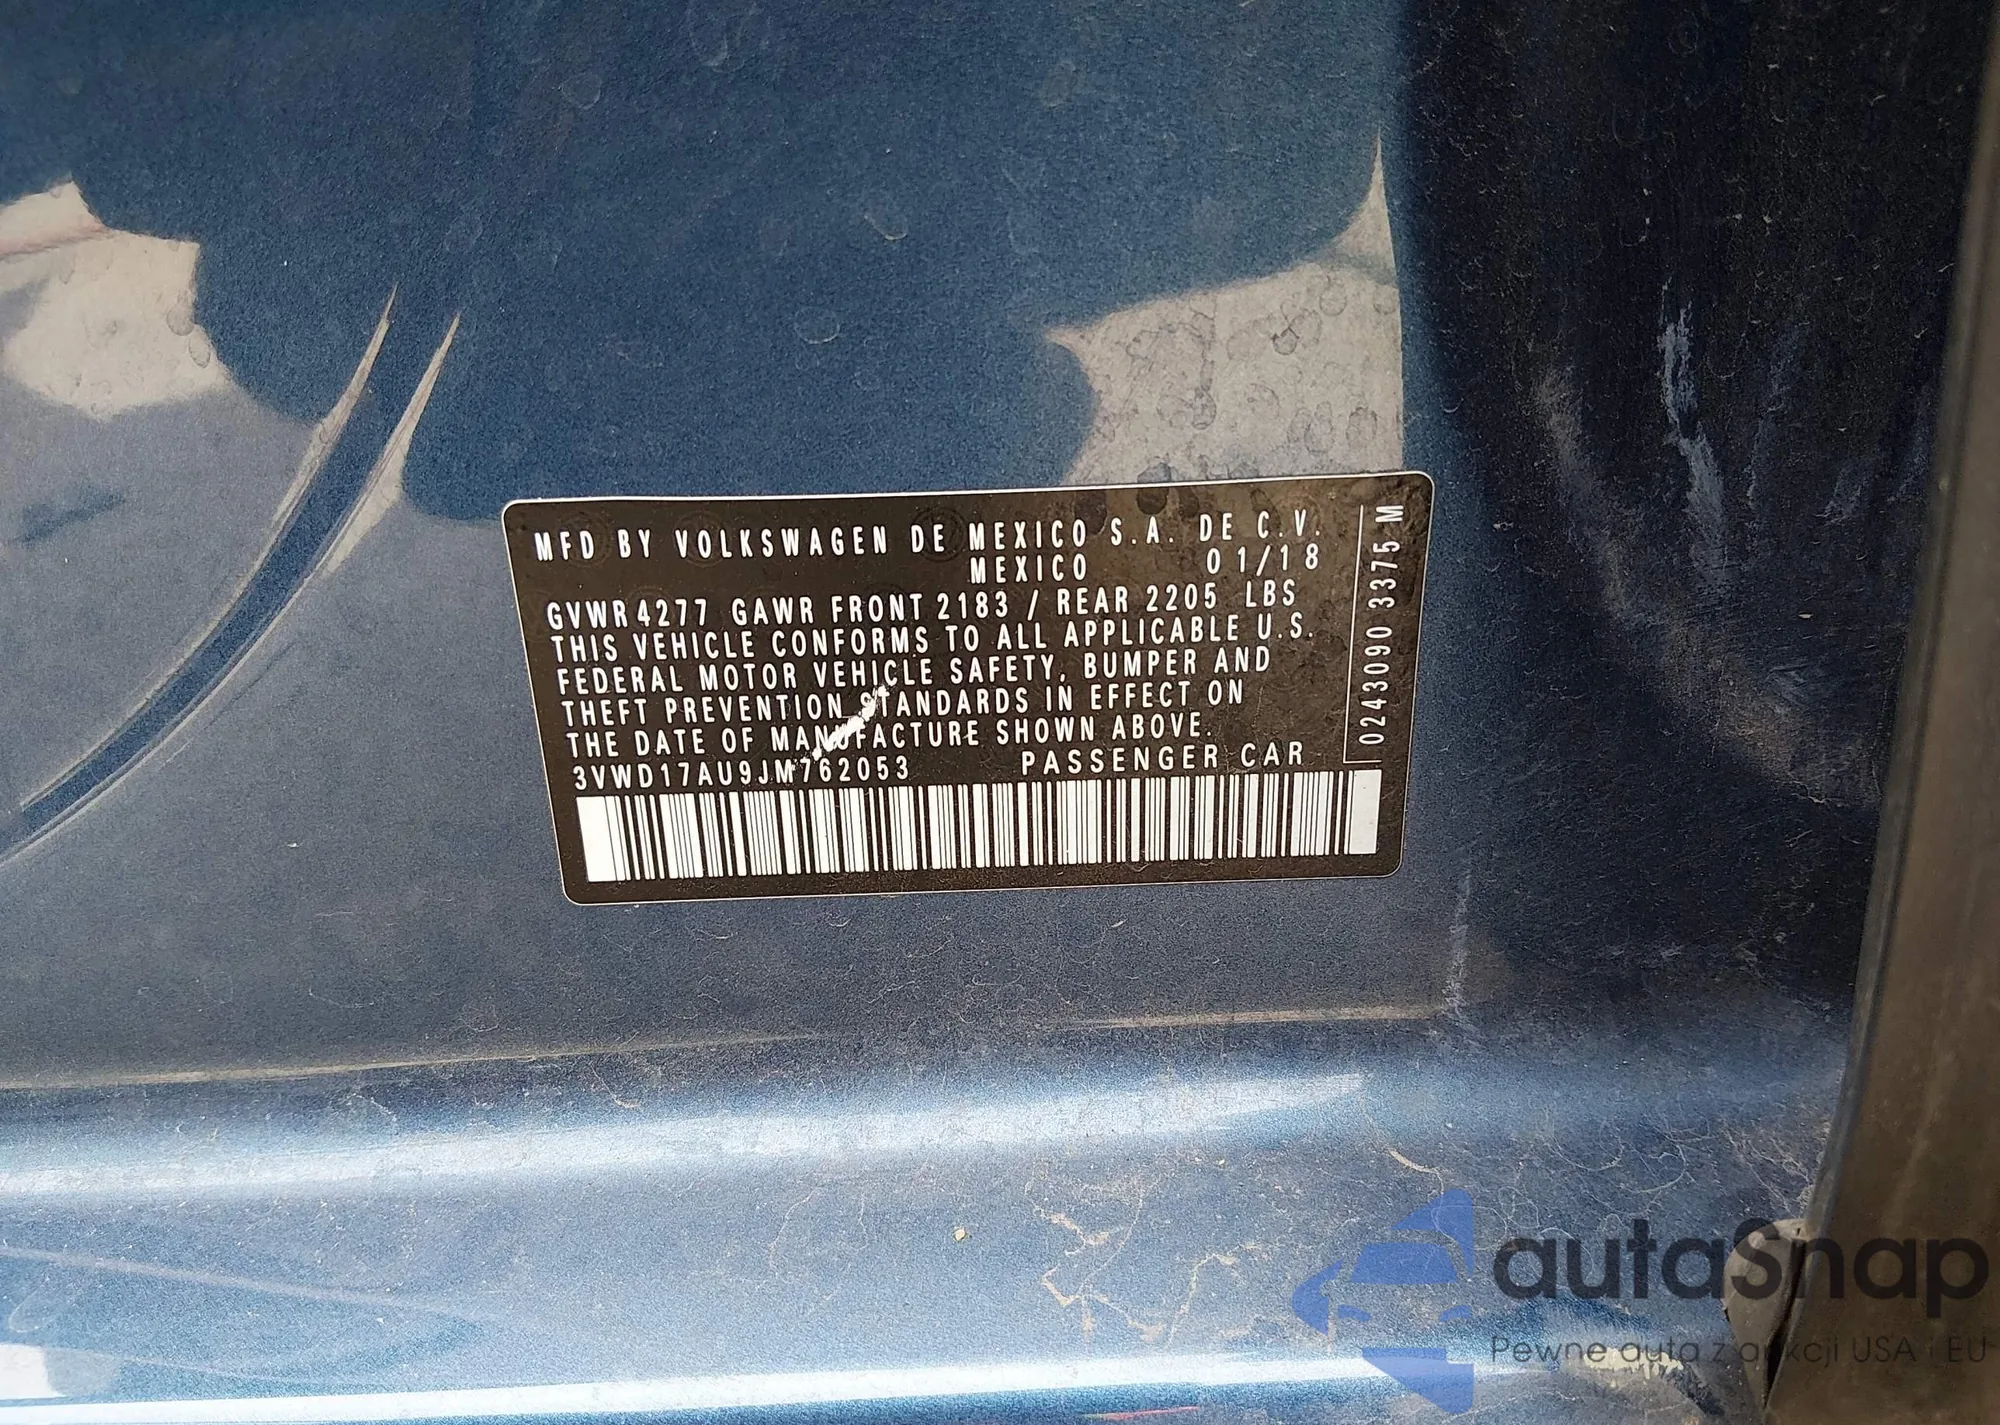 MFD BY VOLKSWAGEN DE MEXICO S.A. DE C.V.
MEXICO 01/18
GVWR 4277 GAWR FRONT 2183 / REAR 2205 LBS
THIS VEHICLE CONFORMS TO ALL APPLICABLE U.S.
FEDERAL MOTOR VEHICLE SAFETY, BUMPER AND
THEFT PREVENTION STANDARDS IN EFFECT ON
THE DATE OF MANUFACTURE SHOWN ABOVE.
3VWD17AU9JM762053 PASSENGER CAR
0243090 3375 M
autaSnap
Pewne auta z aukcji USA i EU